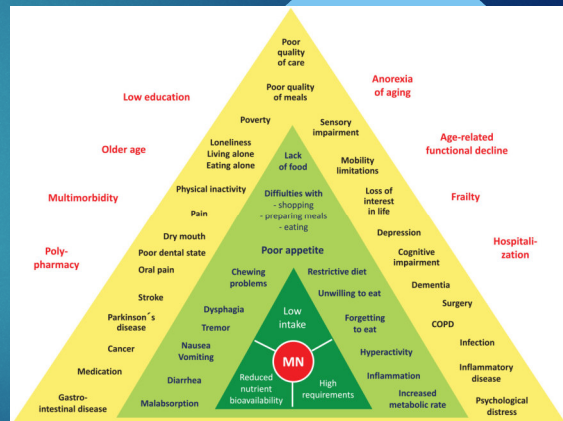 Poor
quality
of care
Poor quality
of meals
Anorexia
of aging
Low education
Poverty
Sensory
impairment
Age-related
functional decline
Older age
Loneliness
Living alone
Eating alone
Lack
of food
Mobility
limitations
Multimorbidity
Physical inactivity
Diffiulties with
- shopping
- preparing meals
- eating
Loss of
interest
in life
Frailty
Pain
Depression
Hospitali-
zation
Dry mouth
Poly-
pharmacy
Poor dental state
Poor appetite
Cognitive
impairment
Oral pain
Chewing
problems
Restrictive diet
Dementia
Stroke
Unwilling to eat
Surgery
Parkinson´s
disease
Dysphagia
Low
intake
Forgetting
to eat
COPD
Tremor
Cancer
Nausea
Vomiting
MN
Hyperactivity
Infection
Medication
Diarrhea
Reduced
nutrient
bioavailability
High
requirements
Inflammation
Inflammatory
disease
Gastro-
intestinal disease
Malabsorption
Increased
metabolic rate
Psychological
distress